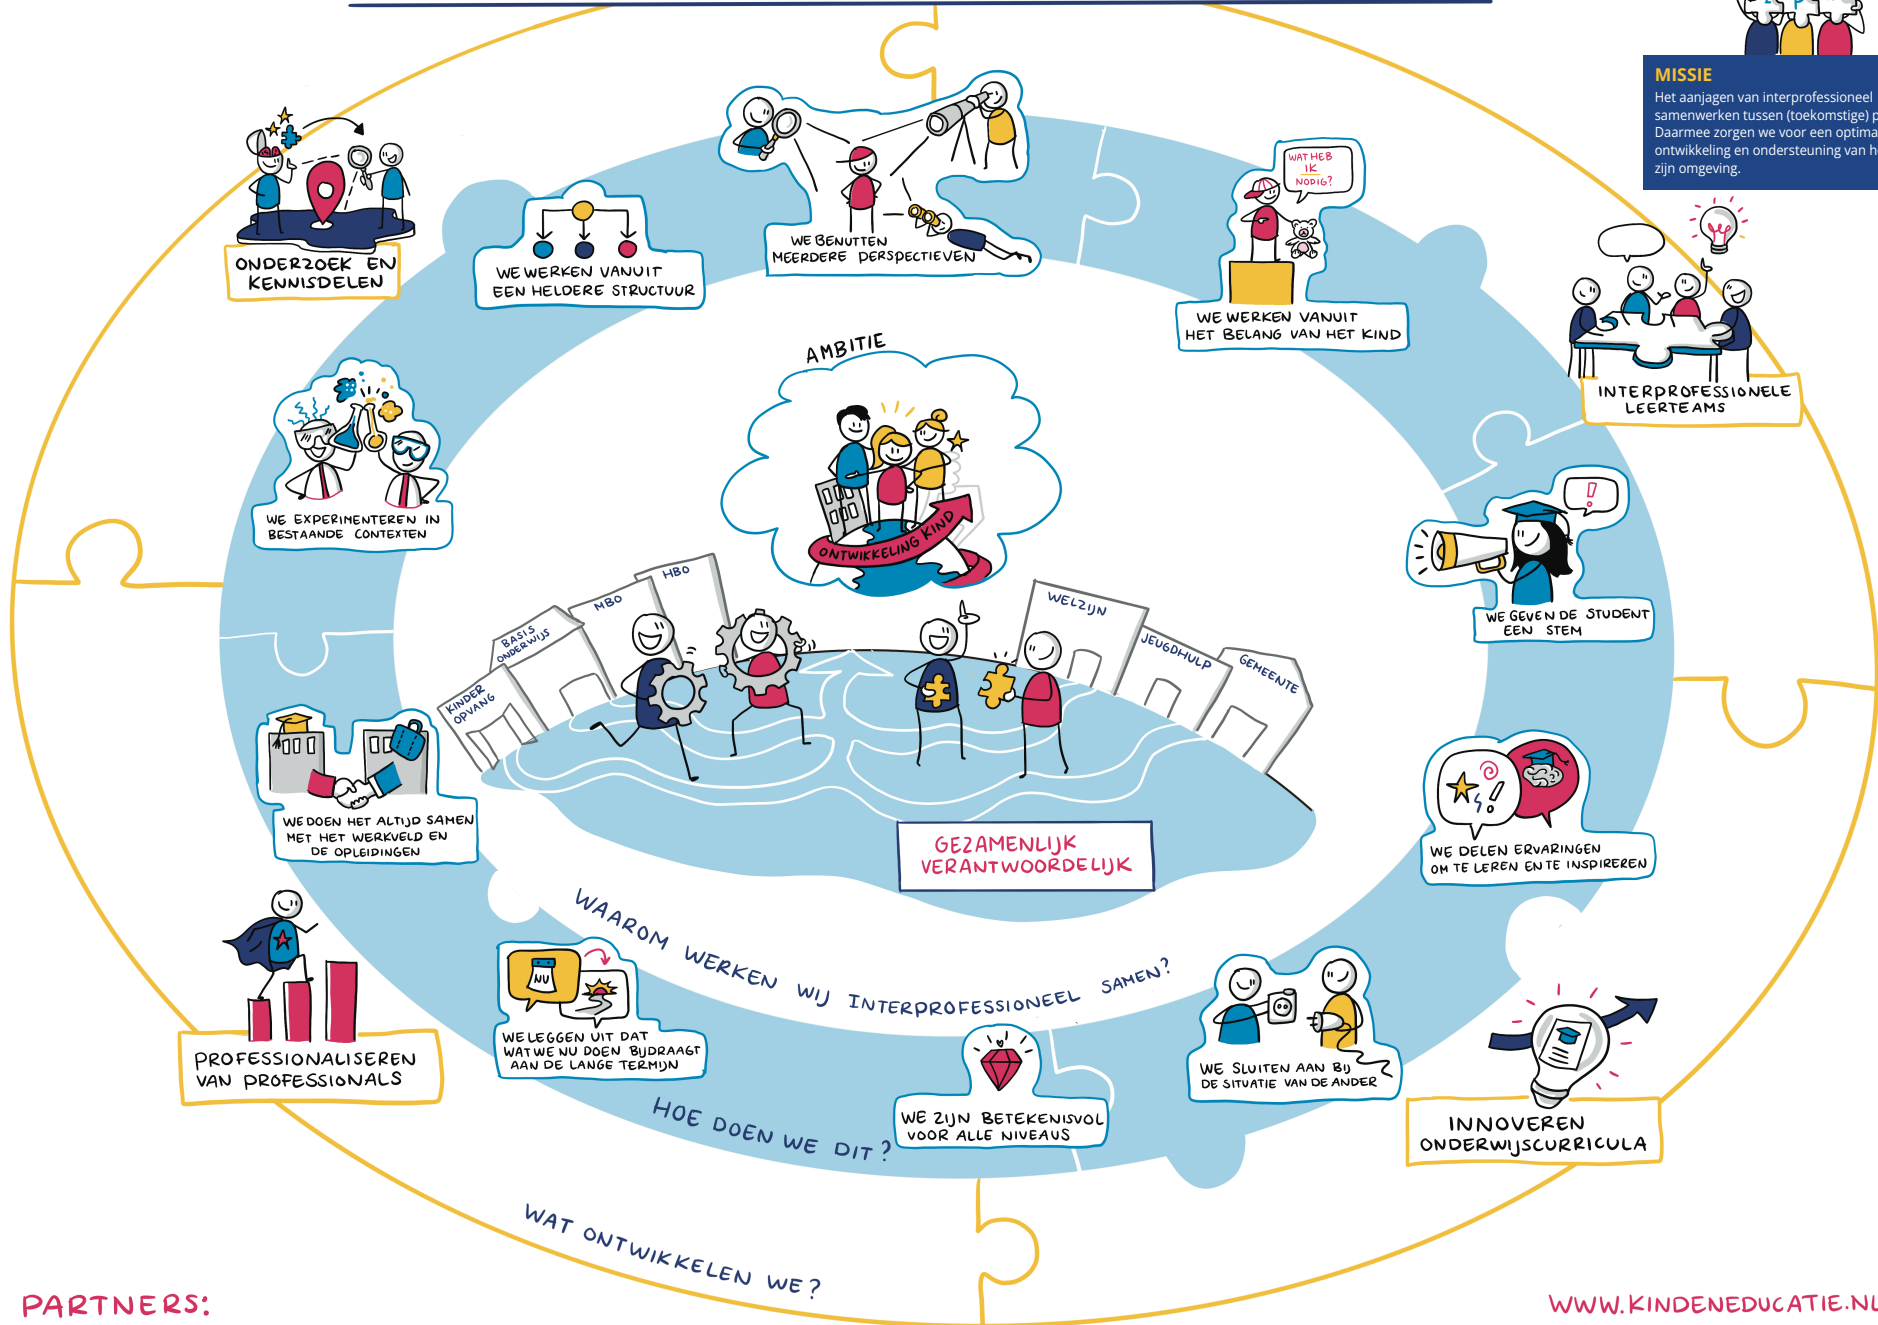 MISSIE
Het aanjagen van interprofessioneel
samenwerken tussen (toekomstige)
Daarmee zorgen we voor een
ontwikkeling en ondersteuning van
zijn omgeving.
ONDERZOEK EN
KENNISDELEN
WE WERKEN VANUIT
EEN HELDERE STRUCTUUR
WE BENUTTEN
MEERDERE PERSPECTIEVEN
WAT HEB
IK
NODIG?
WE WERKEN VANUIT
HET BELANG VAN HET KIND
INTERPROFESSIONELE
LEERTEAMS
AMBITIE
ONTWIKKELING KIND
WE EXPERIMENTEREN IN
BESTAANDE CONTEXTEN
!
WE GEVEN DE STUDENT
EEN STEM
KINDER
OPVANG
BASIS
ONDERWIJS
MBO
HBO
WELZIJN
JEUGDHULP
GEMEENTE
WE DOEN HET ALTIJD SAMEN
MET HET WERKVELD EN
DE OPLEIDINGEN
GEZAMENLIJK
VERANTWOORDELIJK
!
WE DELEN ERVARINGEN
OM TE LEREN EN TE INSPIREREN
WAAROM WERKEN WIJ INTERPROFESSIONEEL SAMEN?
PROFESSIONALISEREN
VAN PROFESSIONALS
NU
WE LEGGEN UIT DAT
WAT WE NU DOEN BIJDRAAGT
AAN DE LANGE TERMIJN
WE SLUITEN AAN BIJ
DE SITUATIE VAN DE ANDER
HOE DOEN WE DIT?
WE ZIJN BETEKENISVOL
VOOR ALLE NIVEAUS
INNOVEREN
ONDERWIJSCURRICULA
WAT ONTWIKKELEN WE?
PARTNERS:
WWW.KINDENEDUCATIE.NL